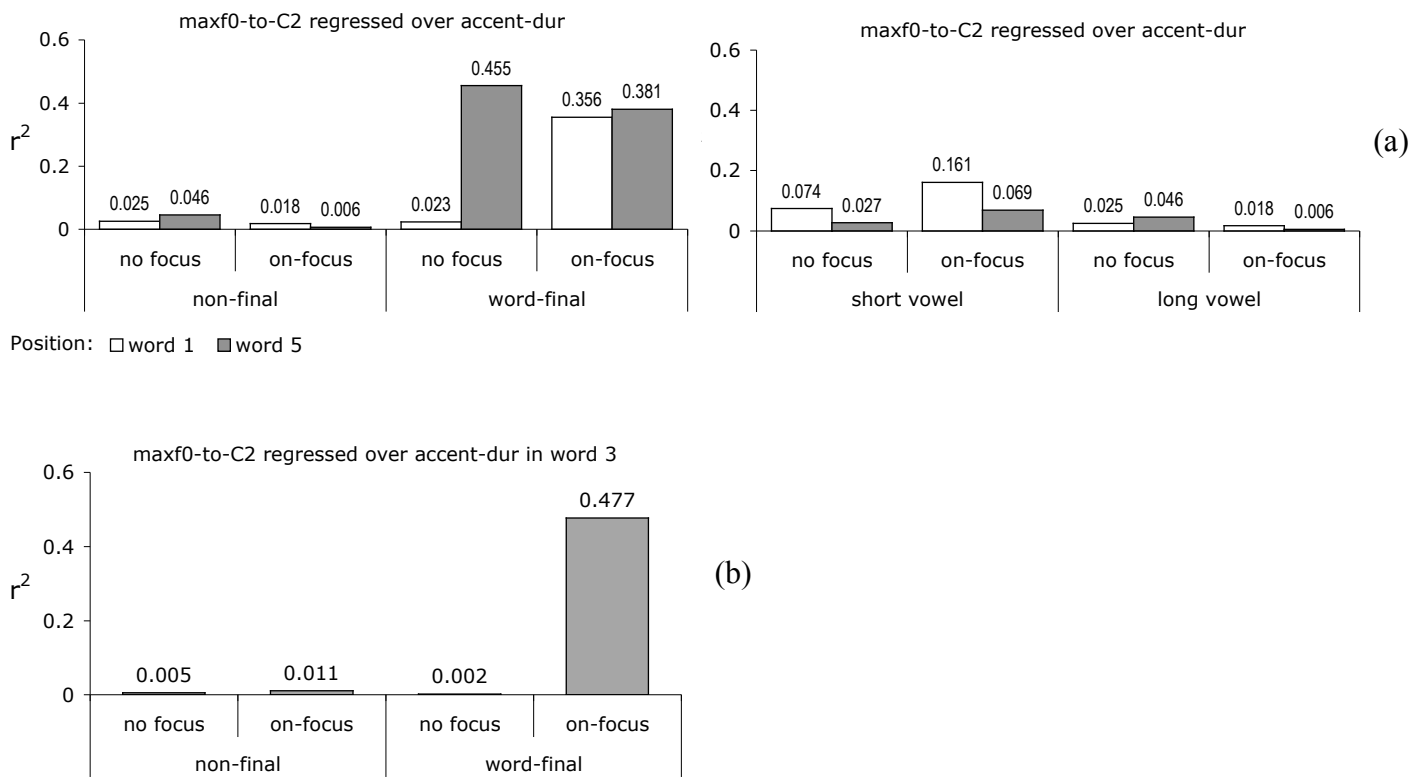 maxf0-to-C2 regressed over accent-dur
0.6
0.4
0.2
0
r2
0.025
0.046
0.018
0.006
0.023
0.455
0.356
0.381
no focus on-focus no focus on-focus
non-final word-final
Position: word 1 word 5
maxf0-to-C2 regressed over accent-dur
0.6
0.4
0.2
0
0.074
0.027
0.161
0.069
0.025
0.046
0.018
0.006
no focus on-focus no focus on-focus
short vowel long vowel
(a)
maxf0-to-C2 regressed over accent-dur in word 3
0.6
0.4
0.2
0
r2
0.005
0.011
0.002
0.477
no focus on-focus no focus on-focus
non-final word-final
(b)